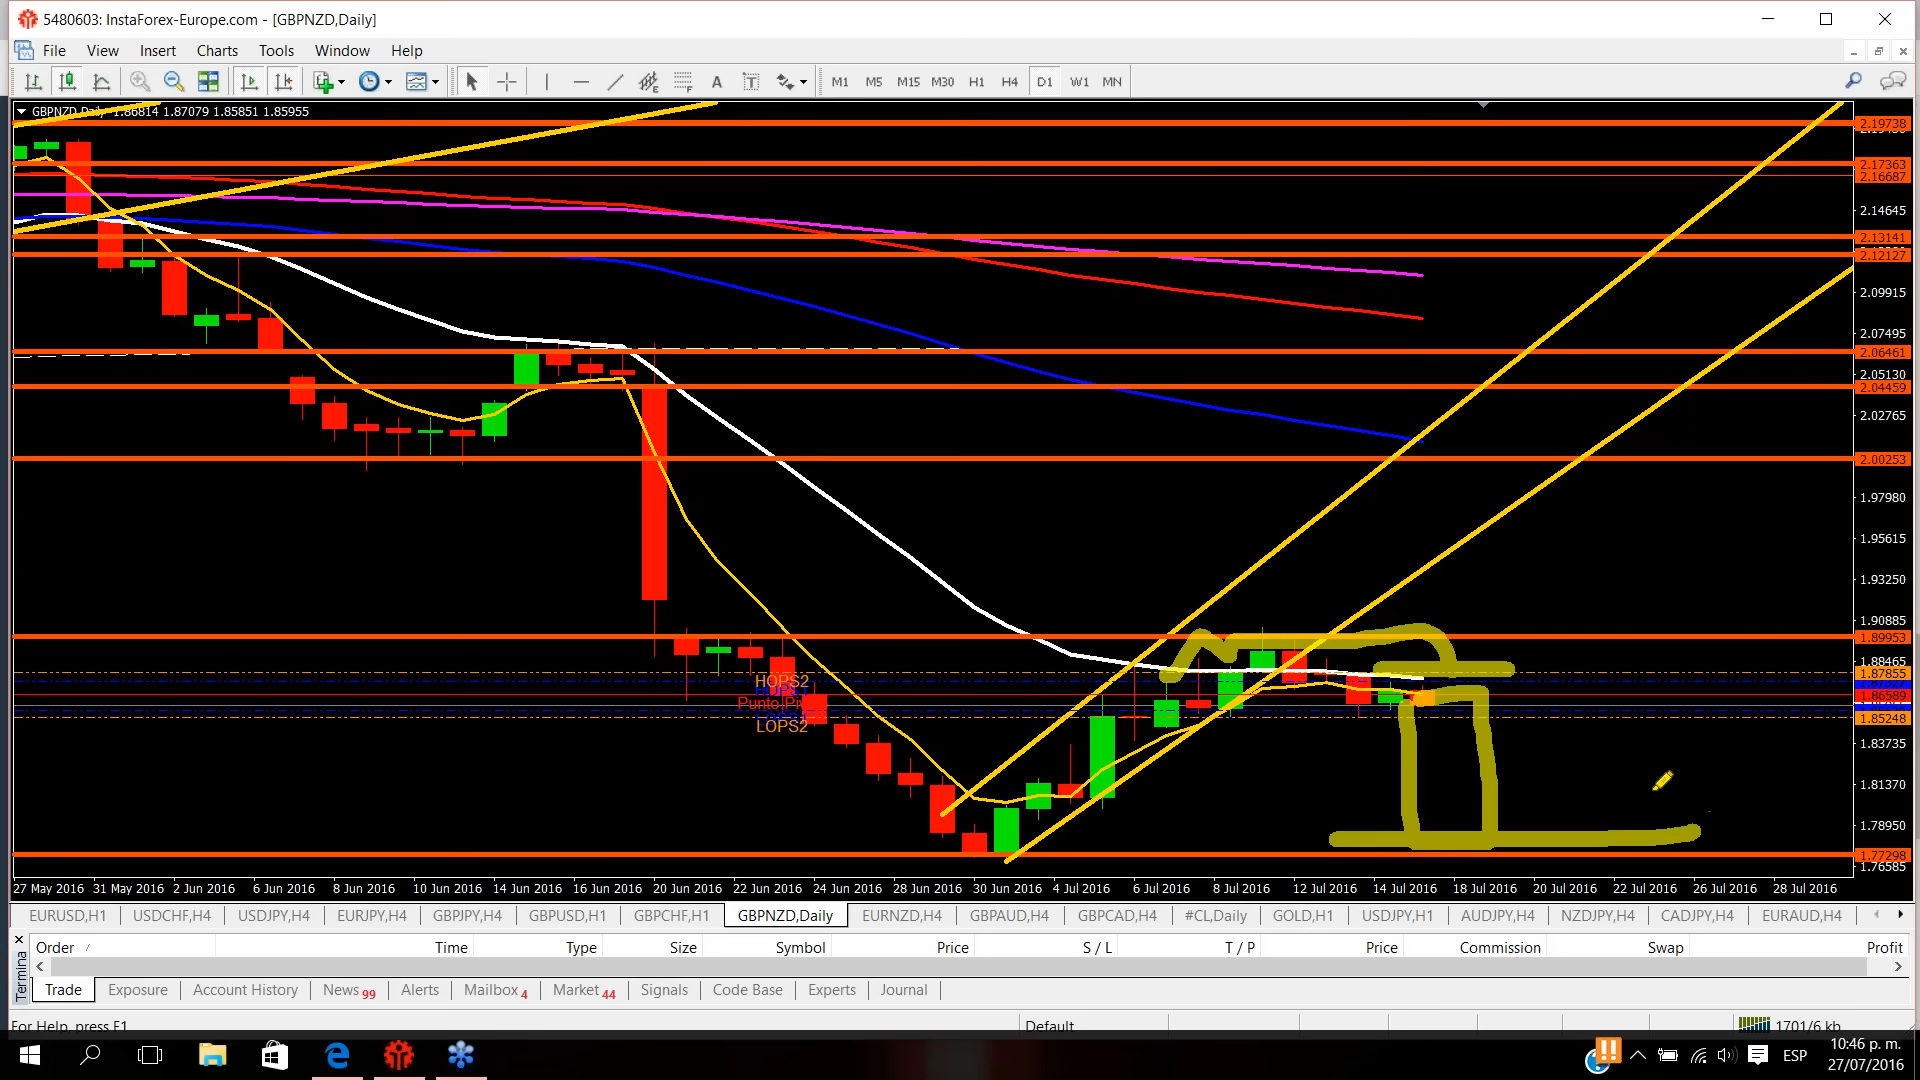 5480603: InstaForex-Europe.com - [GBPNZD,Daily]
File View Insert Charts Tools Window Help
A T M1 M5 M15 M30 H1 H4 D1 W1 MN
GBPNZD,Daily 1.86814 1.87079 1.85851 1.85955
2.19738
2.17363
2.16687
2.14645
2.13141
2.12127
2.09915
2.07495
2.06461
2.05130
2.04459
2.02765
2.00253
1.97980
1.95615
1.93250
1.90885
1.89953
1.88465
HOPS2
1.87855
Punto Piv
1.86589
LOPS2
1.85248
1.83735
1.81370
1.78950
1.77298
1.76585
27 May 2016 31 May 2016 2 Jun 2016 6 Jun 2016 8 Jun 2016 10 Jun 2016 14 Jun 2016 16 Jun 2016 20 Jun 2016 22 Jun 2016 24 Jun 2016 28 Jun 2016 30 Jun 2016 4 Jul 2016 6 Jul 2016 8 Jul 2016 12 Jul 2016 14 Jul 2016 18 Jul 2016 20 Jul 2016 22 Jul 2016 26 Jul 2016 28 Jul 2016
EURUSD,H1 USDCHF,H4 USDJPY,H4 EURJPY,H4 GBPJPY,H4 GBPUSD,H1 GBPCHF,H1 GBPNZD,Daily EURNZD,H4 GBPAUD,H4 GBPCAD,H4 #CL,Daily GOLD,H1 USDJPY,H1 AUDJPY,H4 NZDJPY,H4 CADJPY,H4 EURAUD,H4
Order / Time Type Size Symbol Price S / L T / P Price Commission Swap Profit
Termina
Trade Exposure Account History News 99 Alerts Mailbox 4 Market 44 Signals Code Base Experts Journal
For Help, press F1 Default 1701/6 kb
ESP
10:46 p. m.
27/07/2016